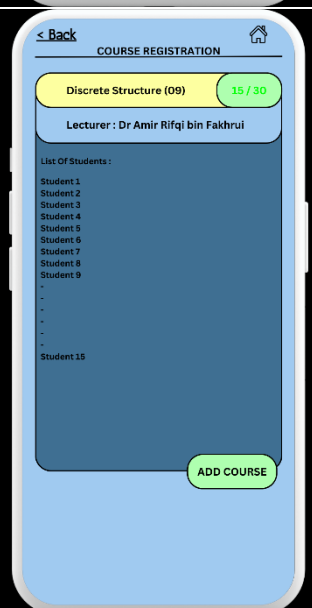 < Back
COURSE REGISTRATION
Discrete Structure (09)
15 / 30
Lecturer : Dr Amir Rifqi bin Fakhrui
List Of Students :
Student 1
Student 2
Student 3
Student 4
Student 5
Student 6
Student 7
Student 8
Student 9
-
-
-
-
-
-
Student 15
ADD COURSE